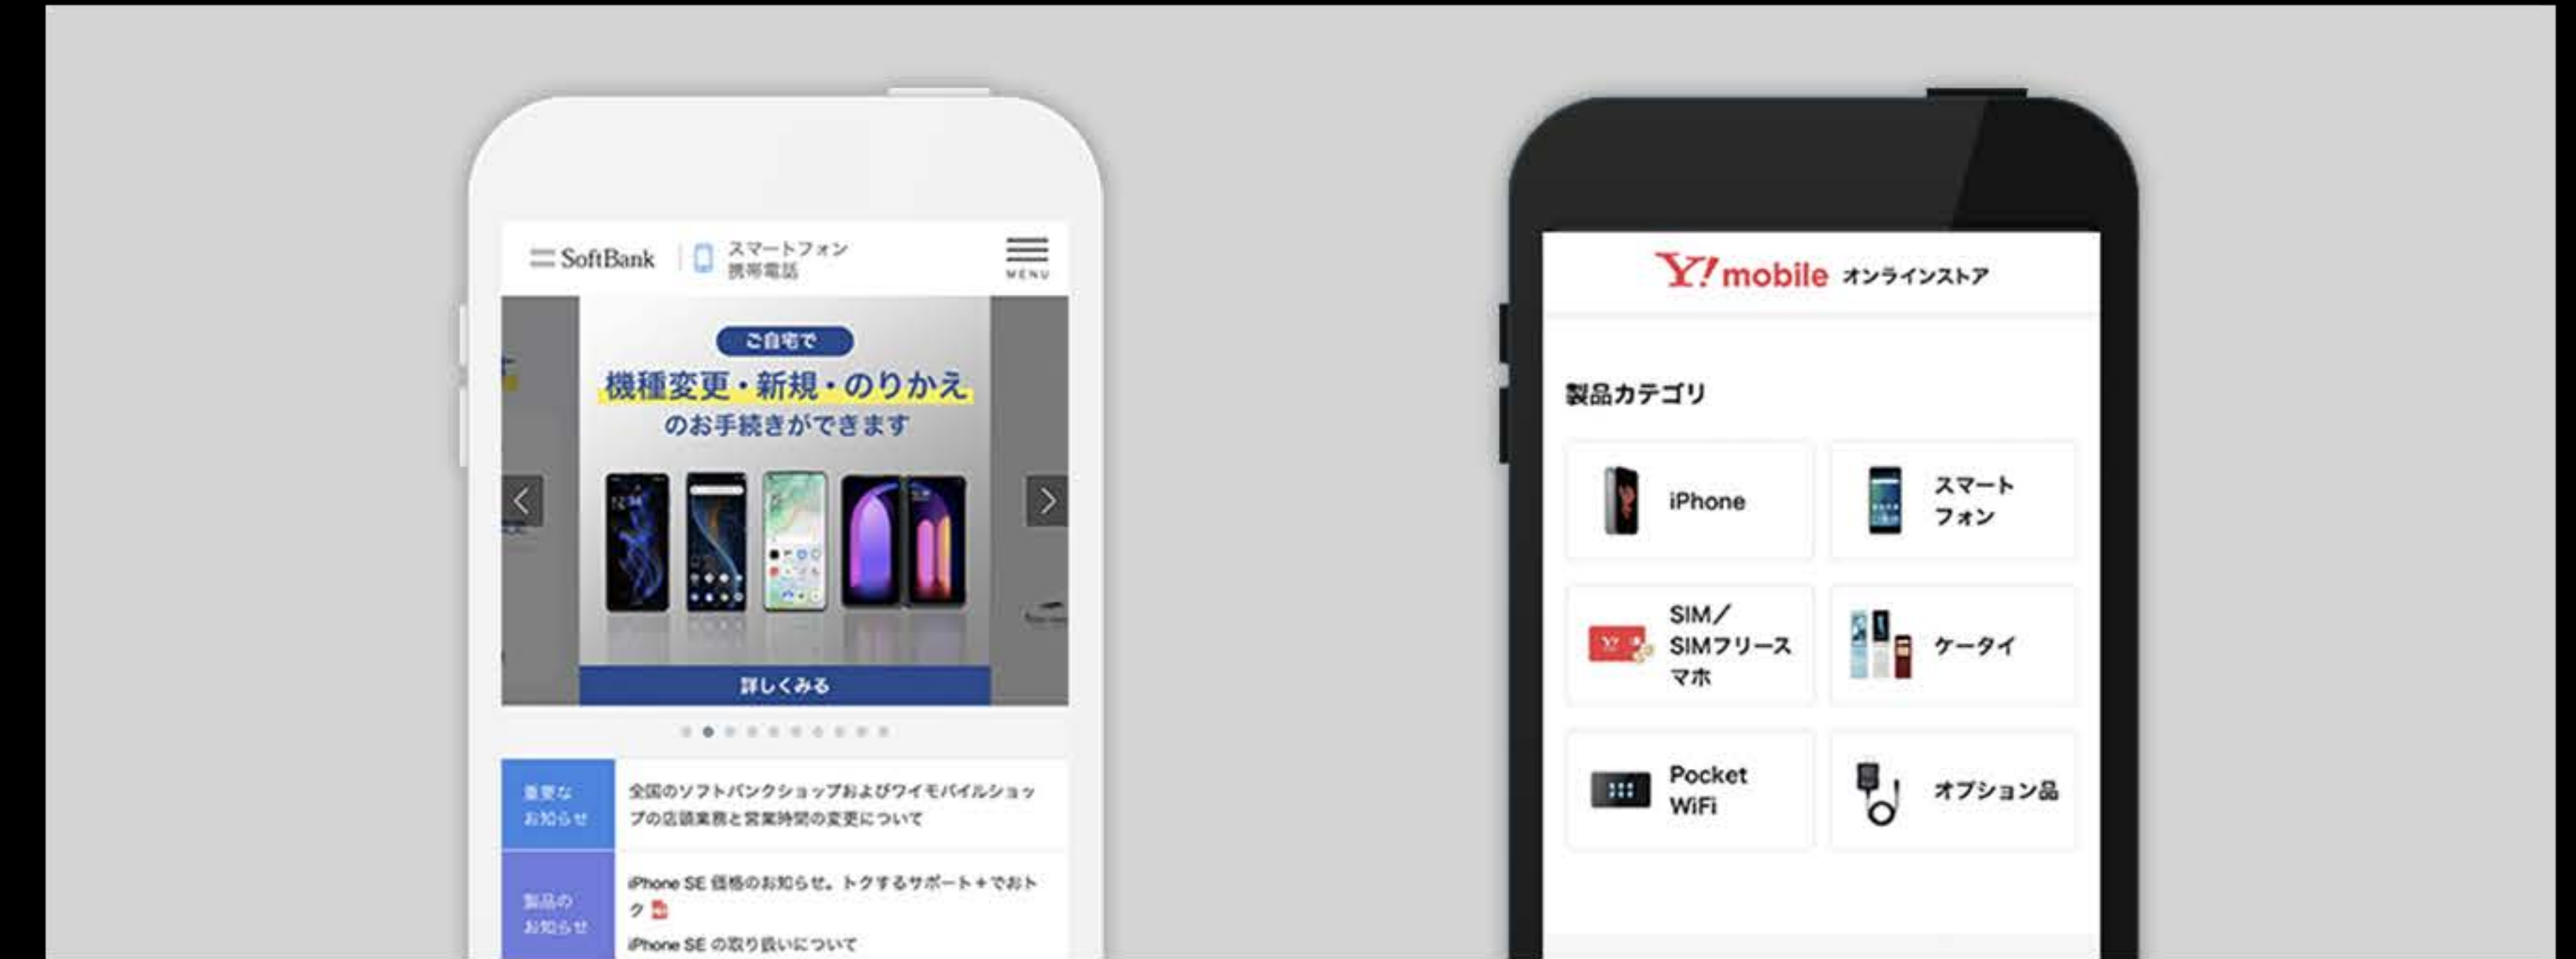 SoftBank
スマートフォン
携帯電話
MENU
ご自宅で
機種変更・新規・のりかえ
のお手続きができます
詳しくみる
重要な
お知らせ
全国のソフトバンクショップおよびワイモバイルショッ
プの店頭業務と営業時間の変更について
製品の
お知らせ
iPhone SE 価格のお知らせ。トクするサポート+でおト
ク
iPhone SE の取り扱いについて
Y!mobile オンラインストア
製品カテゴリ
iPhone
スマート
フォン
SIM／
SIMフリース
マホ
ケータイ
Pocket
WiFi
オプション品